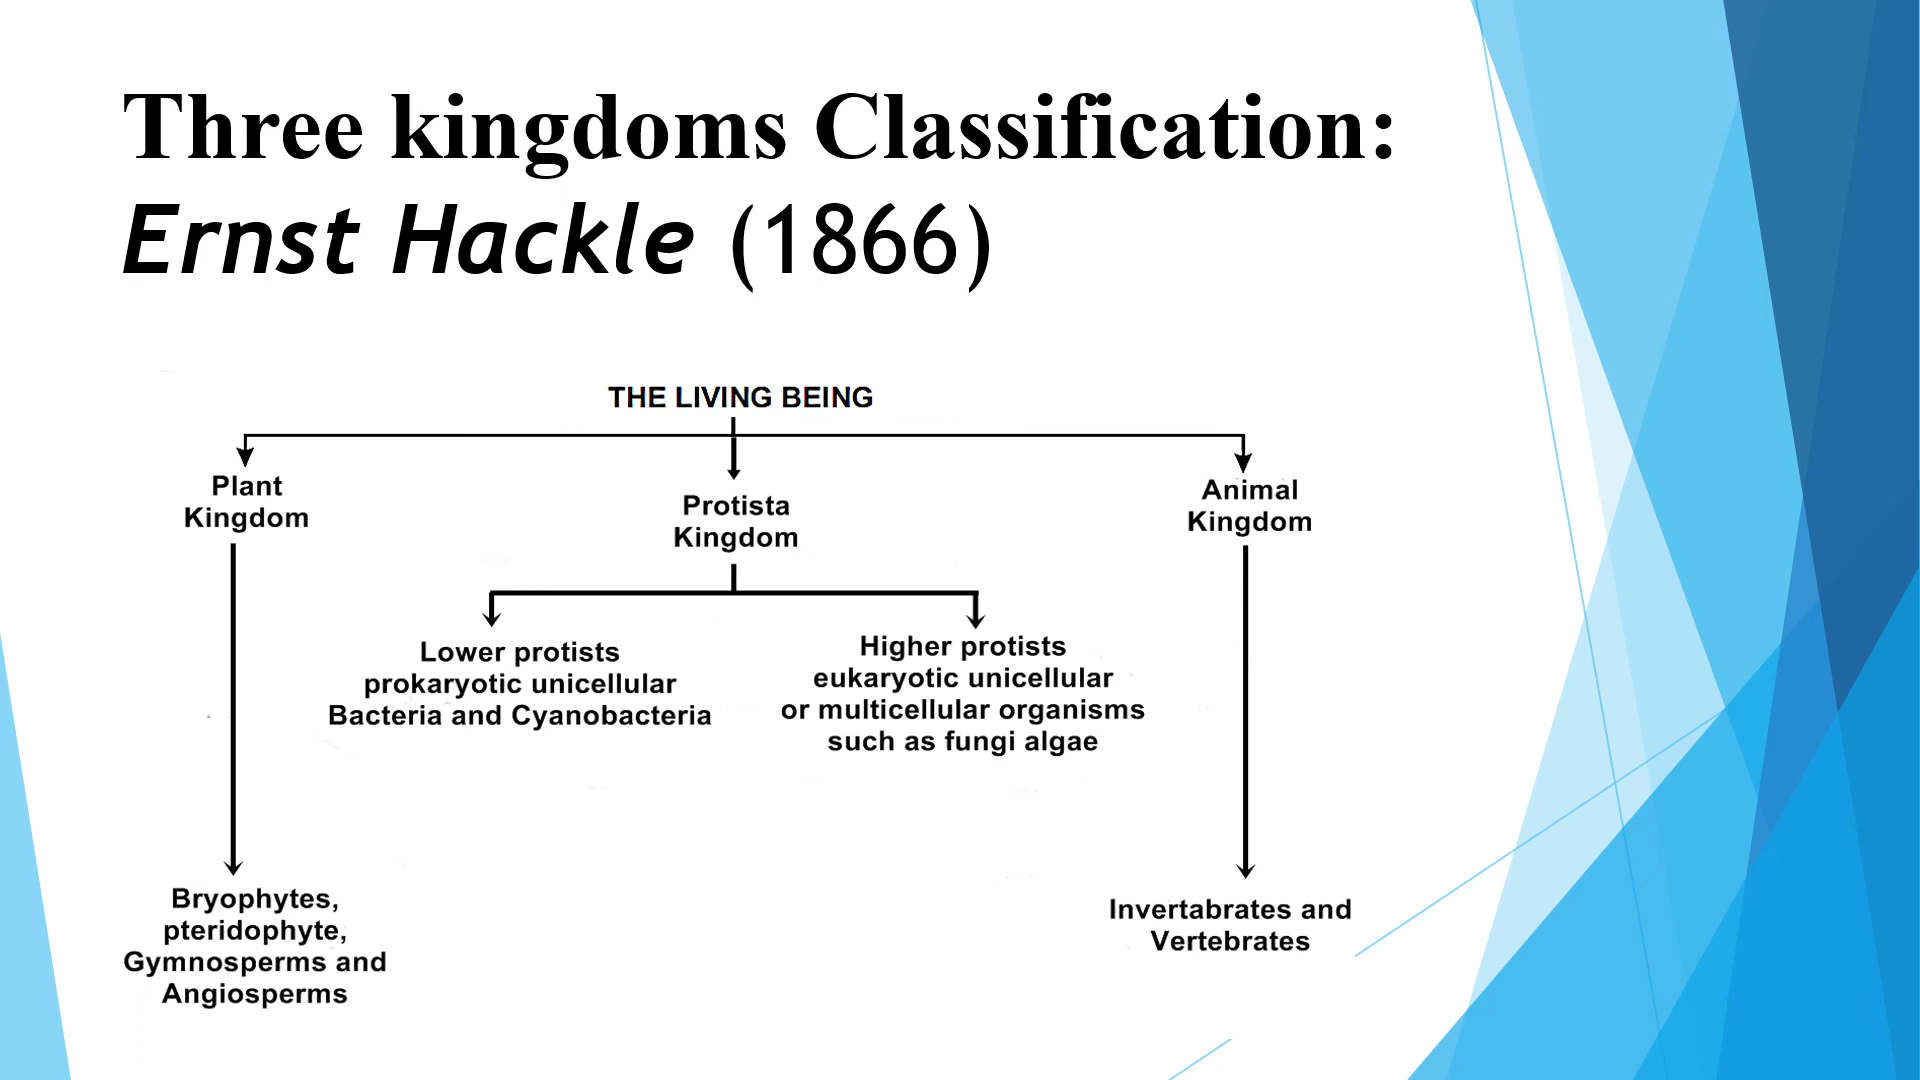 Three kingdoms Classification:
Ernst Hackle (1866)
THE LIVING BEING
Plant
Kingdom
Protista
Kingdom
Animal
Kingdom
Lower protists
prokaryotic unicellular
Bacteria and Cyanobacteria
Higher protists
eukaryotic unicellular
or multicellular organisms
such as fungi algae
Bryophytes,
pteridophyte,
Gymnosperms and
Angiosperms
Invertabrates and
Vertebrates